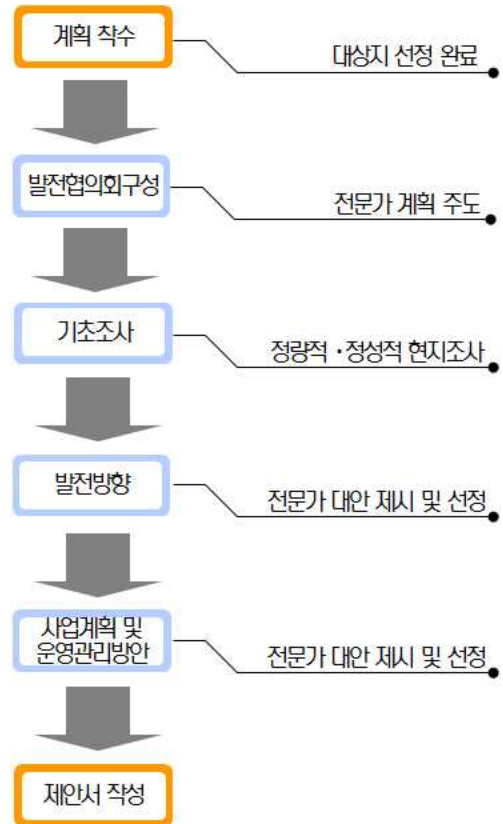 계획 착수
대상지 선정 완료
발전협의회구성
전문가 계획 주도
기초조사
정량적 ·정성적 현지조사
발전방향
전문가 대안 제시 및 선정
사업계획 및
운영관리방안
전문가 대안 제시 및 선정
제안서 작성